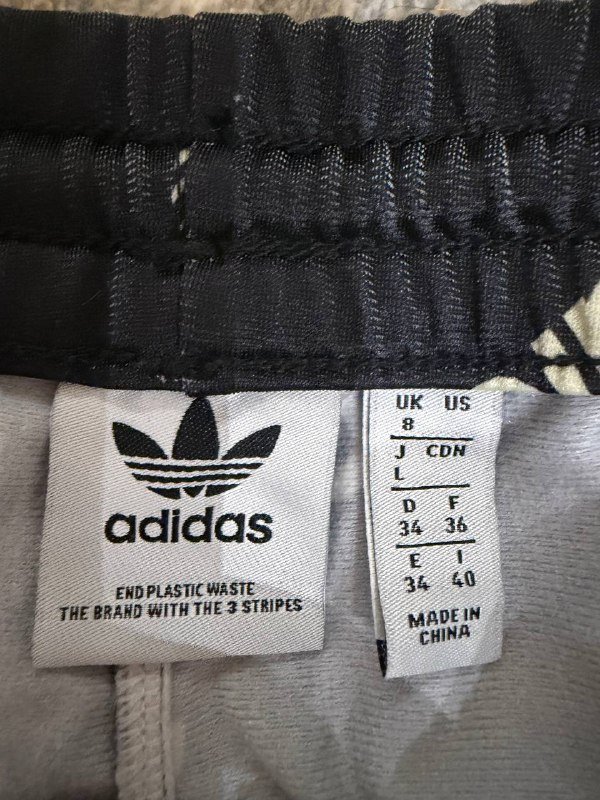 adidas
END PLASTIC WASTE
THE BRAND WITH THE 3 STRIPES
UK US
8
J CDN
L
D F
34 36
E I
34 40
MADE IN
CHINA